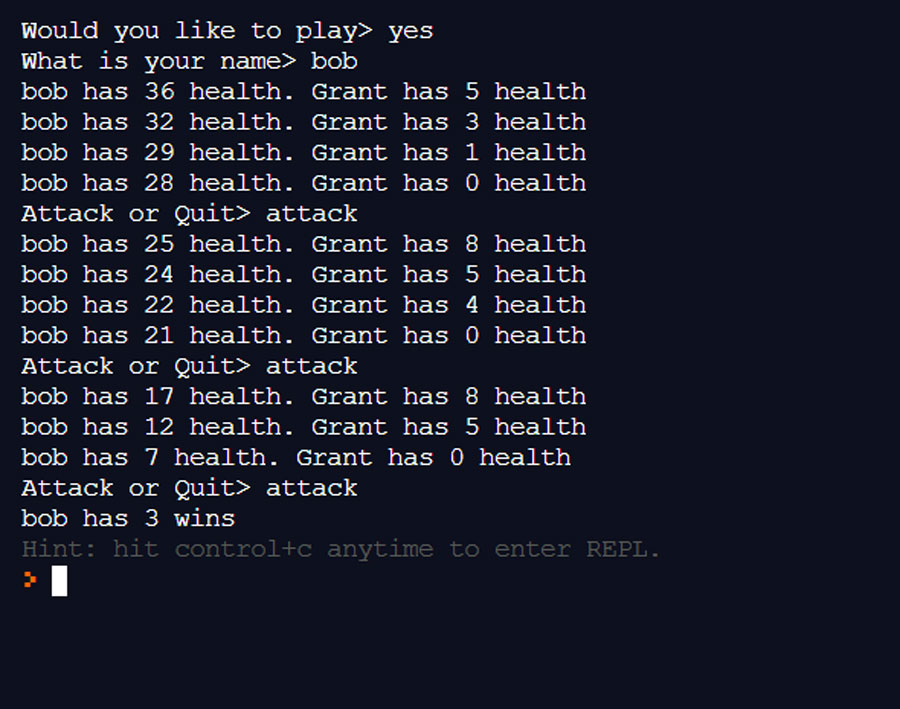 Would you like to play> yes
What is your name> bob
bob has 36 health. Grant has 5 health
bob has 32 health. Grant has 3 health
bob has 29 health. Grant has 1 health
bob has 28 health. Grant has 0 health
Attack or Quit> attack
bob has 25 health. Grant has 8 health
bob has 24 health. Grant has 5 health
bob has 22 health. Grant has 4 health
bob has 21 health. Grant has 0 health
Attack or Quit> attack
bob has 17 health. Grant has 8 health
bob has 12 health. Grant has 5 health
bob has 7 health. Grant has 0 health
Attack or Quit> attack
bob has 3 wins
Hint: hit control+c anytime to enter REPL.
>